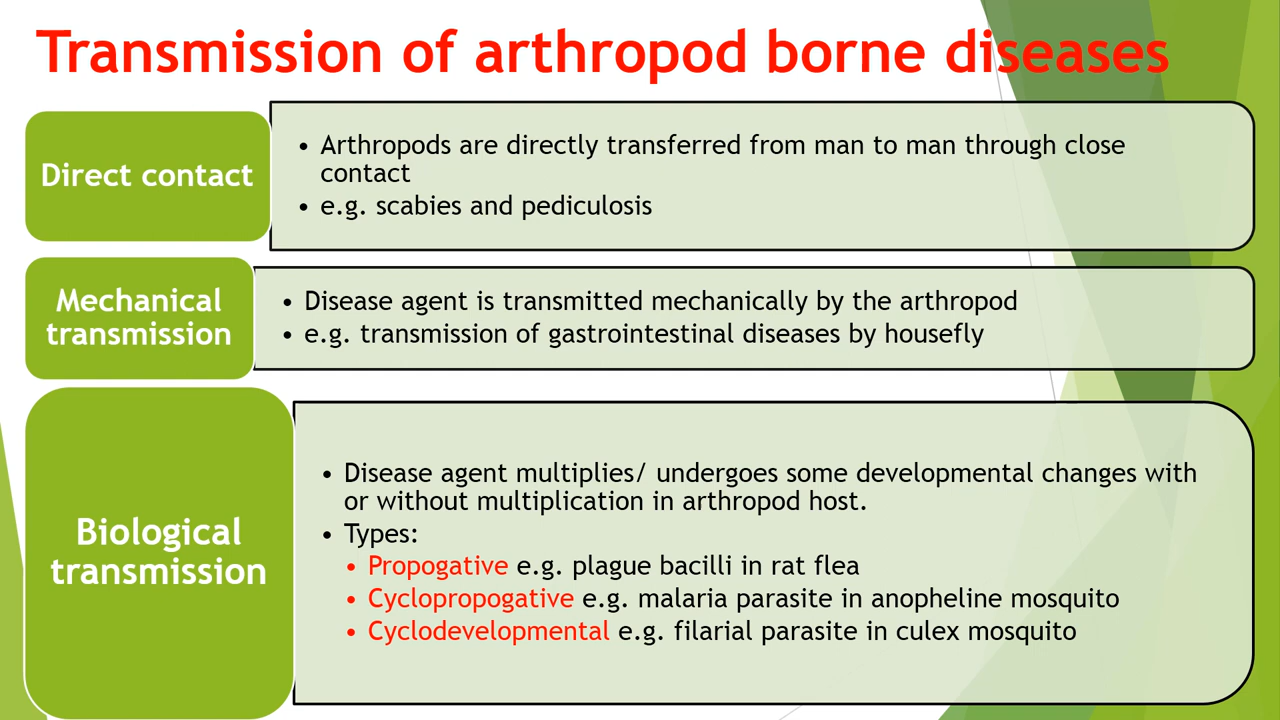 Transmission of arthropod borne diseases
Direct contact
• Arthropods are directly transferred from man to man through close
contact
• e.g. scabies and pediculosis
Mechanical
transmission
• Disease agent is transmitted mechanically by the arthropod
• e.g. transmission of gastrointestinal diseases by housefly
Biological
transmission
• Disease agent multiplies/ undergoes some developmental changes with
or without multiplication in arthropod host.
• Types:
• Propogative e.g. plague bacilli in rat flea
• Cyclopropogative e.g. malaria parasite in anopheline mosquito
• Cyclodevelopmental e.g. filarial parasite in culex mosquito